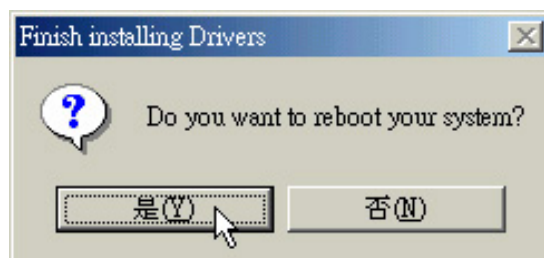 Finish installing Drivers
Do you want to reboot your system?
是(Y) 否(N)